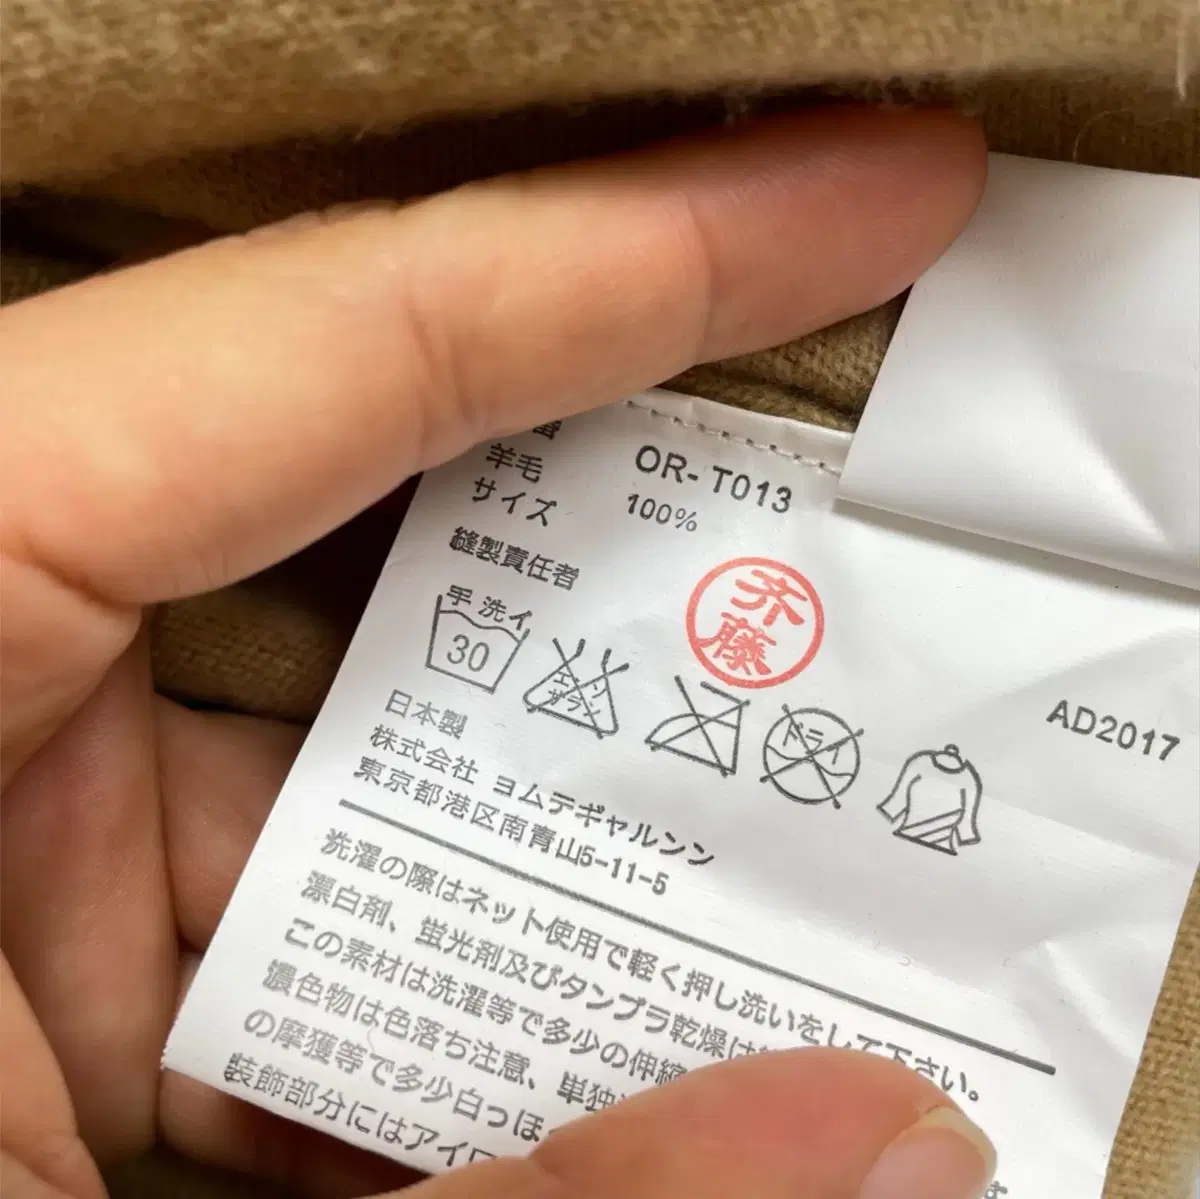 OR- T013
羊毛 100%
サイズ
縫製責任者
斉藤
手洗イ
30
エンソ
サラシ
ドライ
AD2017
日本製
株式会社 ヨムテギャルンン
東京都港区南青山5-11-5
洗濯の際はネット使用で軽く押し洗いをして下さい。
漂白剤、蛍光剤及びタンブラ乾燥は
この素材は洗濯等で多少の伸縮
濃色物は色落ち注意、単独
の摩獲等で多少白っぽ
装飾部分にはアイロ